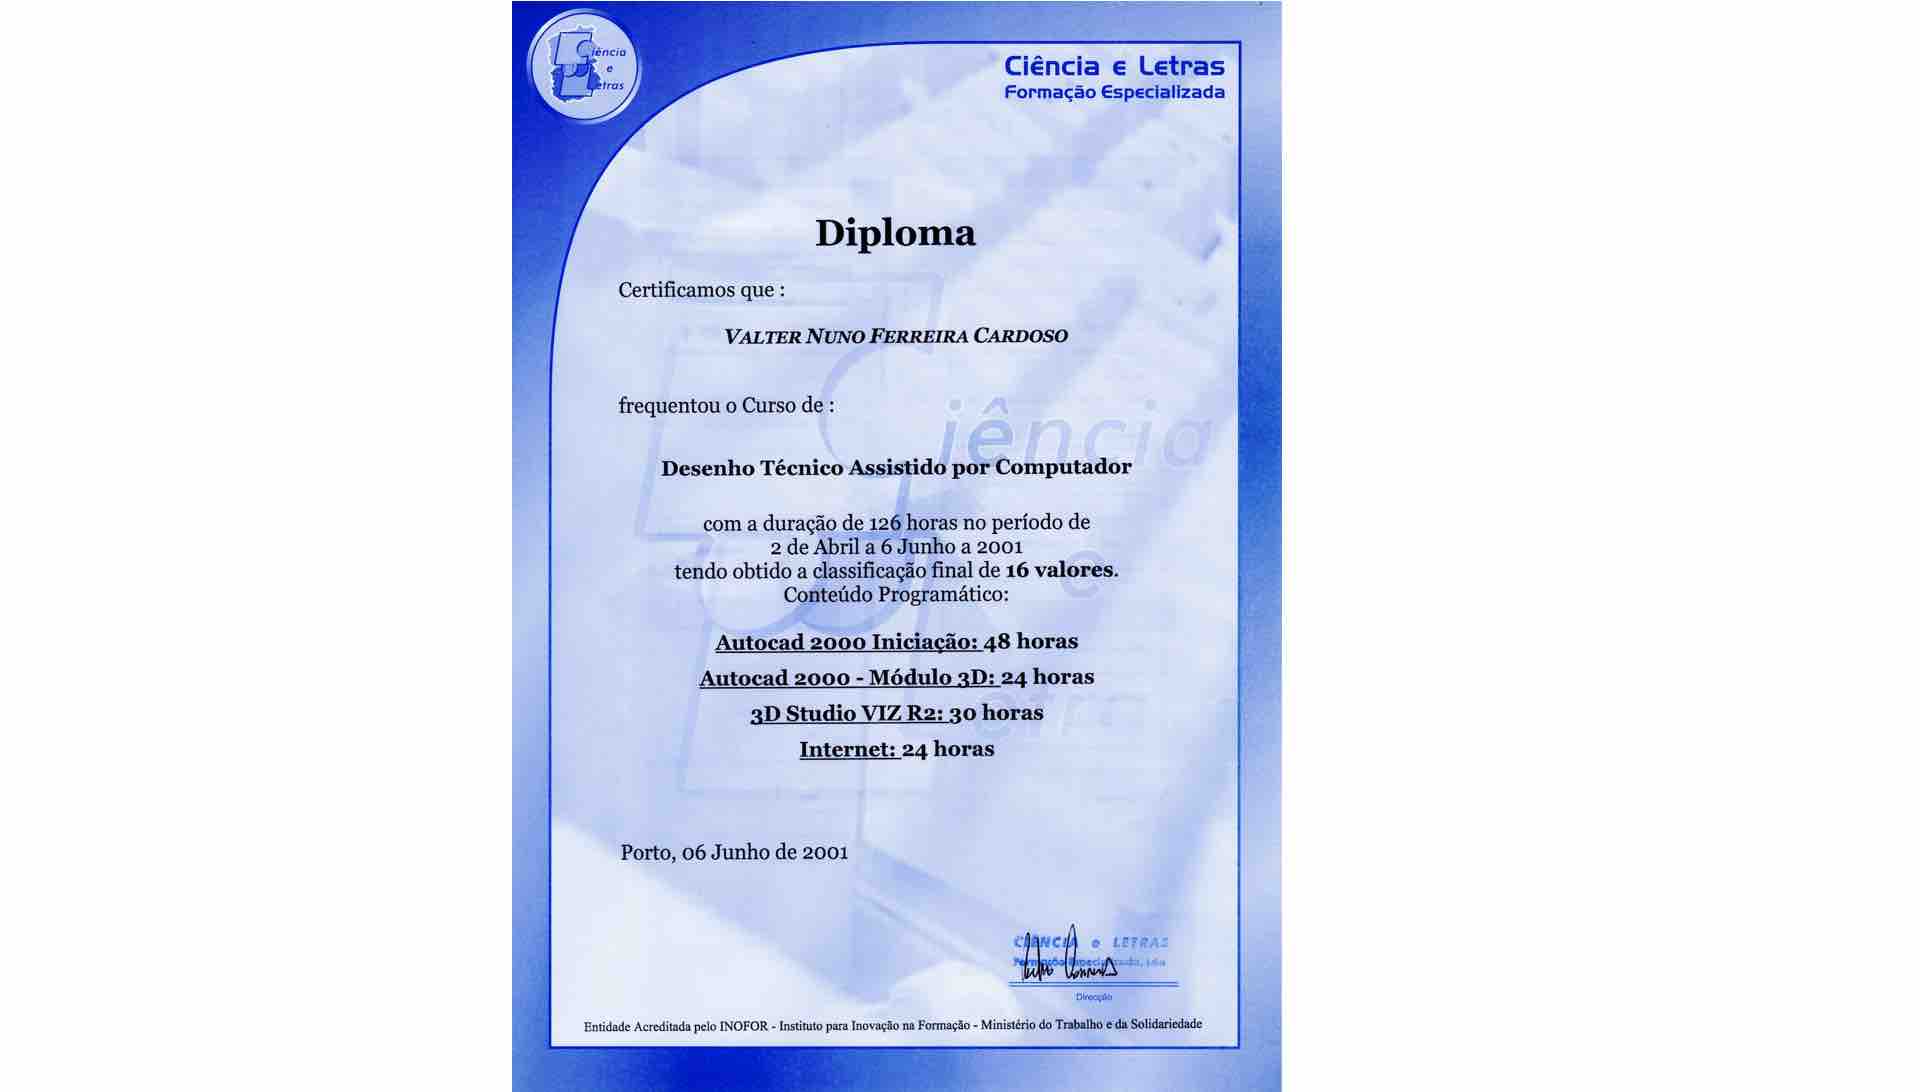 Ciência
e
Letras
Ciência e Letras
Formação Especializada
Diploma
Certificamos que :
VALTER NUNO FERREIRA CARDOSO
frequentou o Curso de :
Desenho Técnico Assistido por Computador
com a duração de 126 horas no período de
2 de Abril a 6 Junho a 2001
tendo obtido a classificação final de 16 valores.
Conteúdo Programático:
Autocad 2000 Iniciação: 48 horas
Autocad 2000 - Módulo 3D: 24 horas
3D Studio VIZ R2: 30 horas
Internet: 24 horas
Ciência
e
Letras
Porto, 06 Junho de 2001
CIÊNCIA e LETRAS
Formação Especializada, Lda
Direcção
Entidade Acreditada pelo INOFOR - Instituto para Inovação na Formação - Ministério do Trabalho e da Solidariedade